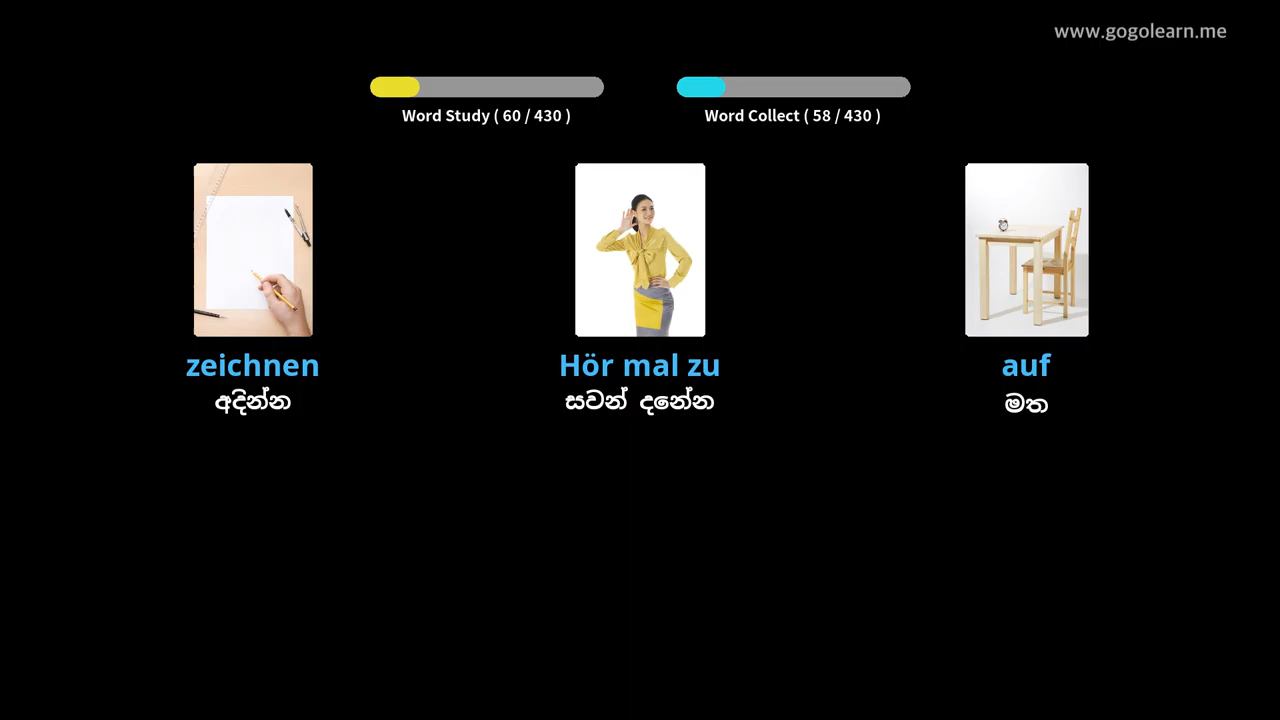 www.gogolearn.me
Word Study ( 60 / 430 )
Word Collect ( 58 / 430 )
zeichnen
අදින්න
Hör mal zu
සවන් දනේන
auf
මත